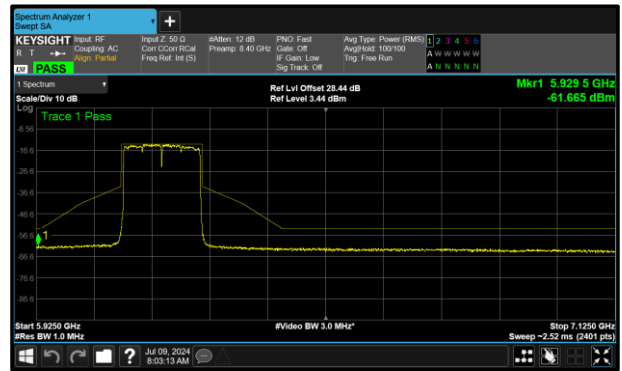 Spectrum Analyzer 1
Swept SA
KEYSIGHT Input: RF Input Z: 50 Ω #Atten: 12 dB PNO: Fast Avg Type: Power (RMS) 1 2 3 4 5 6
R T Coupling: AC Corr CCorr RCal Preamp: 8.40 GHz Gate: Off Avg|Hold: 100/100 A W W W W W
Align: Partial Freq Ref: Int (S) IF Gain: Low Trig: Free Run
LXI PASS Sig Track: Off A N N N N N
1 Spectrum Ref Lvl Offset 28.44 dB Mkr1 5.929 5 GHz
Scale/Div 10 dB Ref Level 3.44 dBm -61.665 dBm
Log
Trace 1 Pass
-6.56
-16.6
-26.6
-36.6
-46.6
-56.6
1
-66.6
-76.6
-86.6
Start 5.9250 GHz #Video BW 3.0 MHz* Stop 7.1250 GHz
#Res BW 1.0 MHz Sweep ~2.52 ms (2401 pts)
? Jul 09, 2024
8:03:13 AM